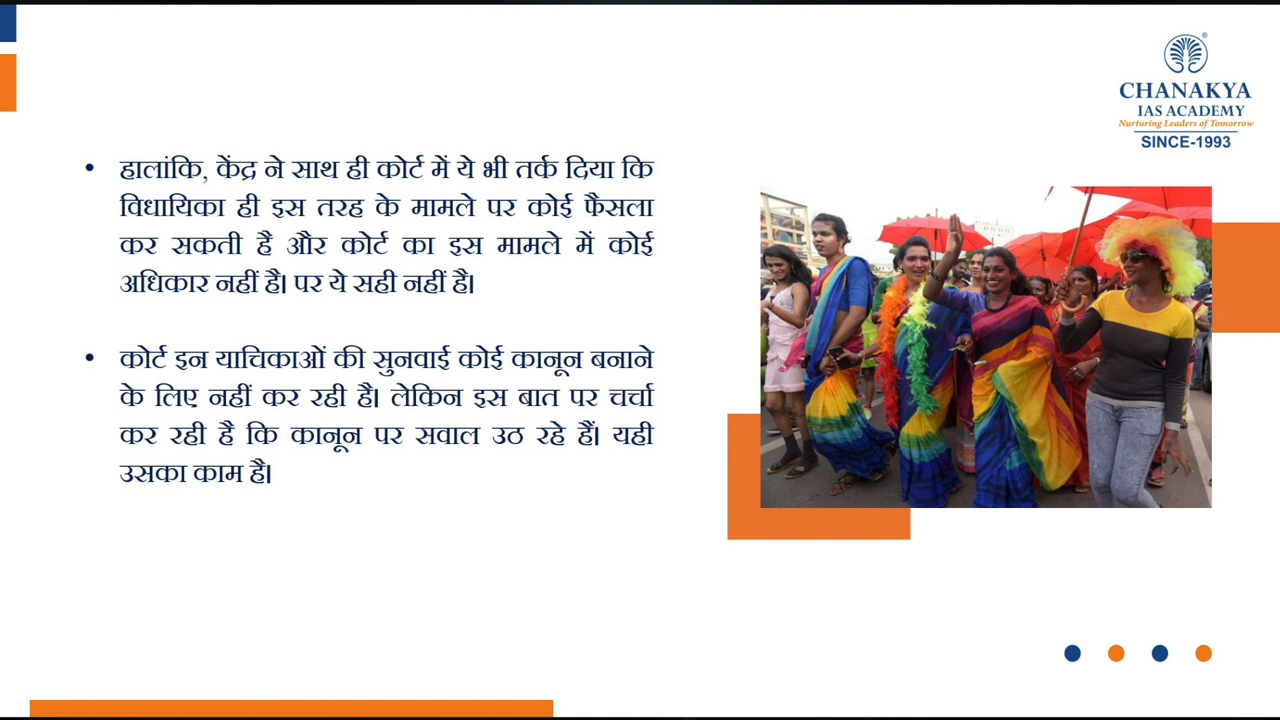 CHANAKYA
IAS ACADEMY
Nurturing Leaders of Tomorrow
SINCE-1993
• हालांकि, केंद्र ने साथ ही कोर्ट में ये भी तर्क दिया कि
विधायिका ही इस तरह के मामले पर कोई फैसला
कर सकती है और कोर्ट का इस मामले में कोई
अधिकार नहीं है। पर ये सही नहीं है।
• कोर्ट इन याचिकाओं की सुनवाई कोई कानून बनाने
के लिए नहीं कर रही है। लेकिन इस बात पर चर्चा
कर रही है कि कानून पर सवाल उठ रहे हैं। यही
उसका काम है।